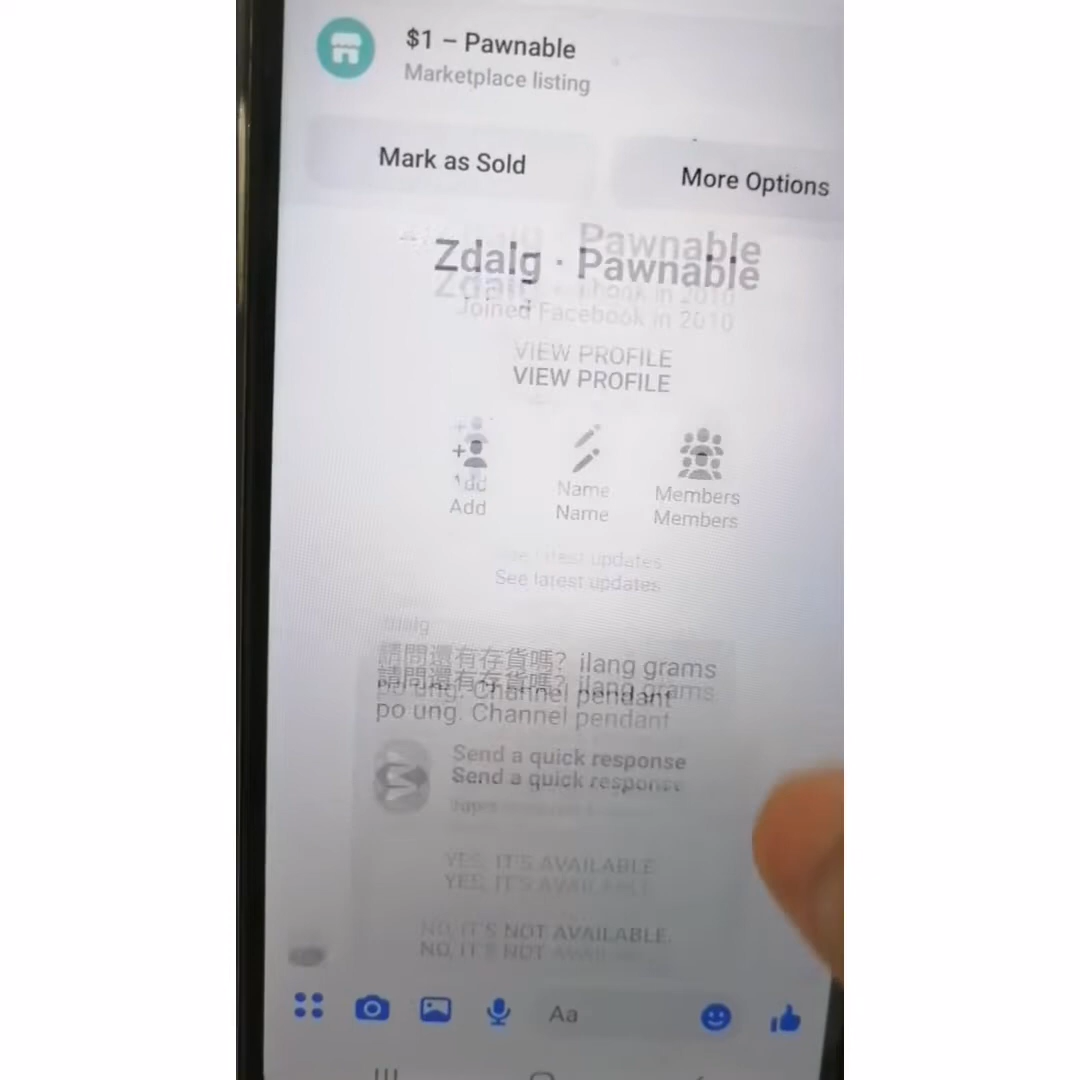 $1 – Pawnable
Marketplace listing
Mark as Sold
More Options
Zdalg · Pawnable
Joined Facebook in 2010
VIEW PROFILE
Add
Name
Members
See latest updates
請問還有存貨嗎? ilang grams
po ung. Channel pendant
Send a quick response
YES, IT'S AVAILABLE
NO, IT'S NOT AVAILABLE.
Aa